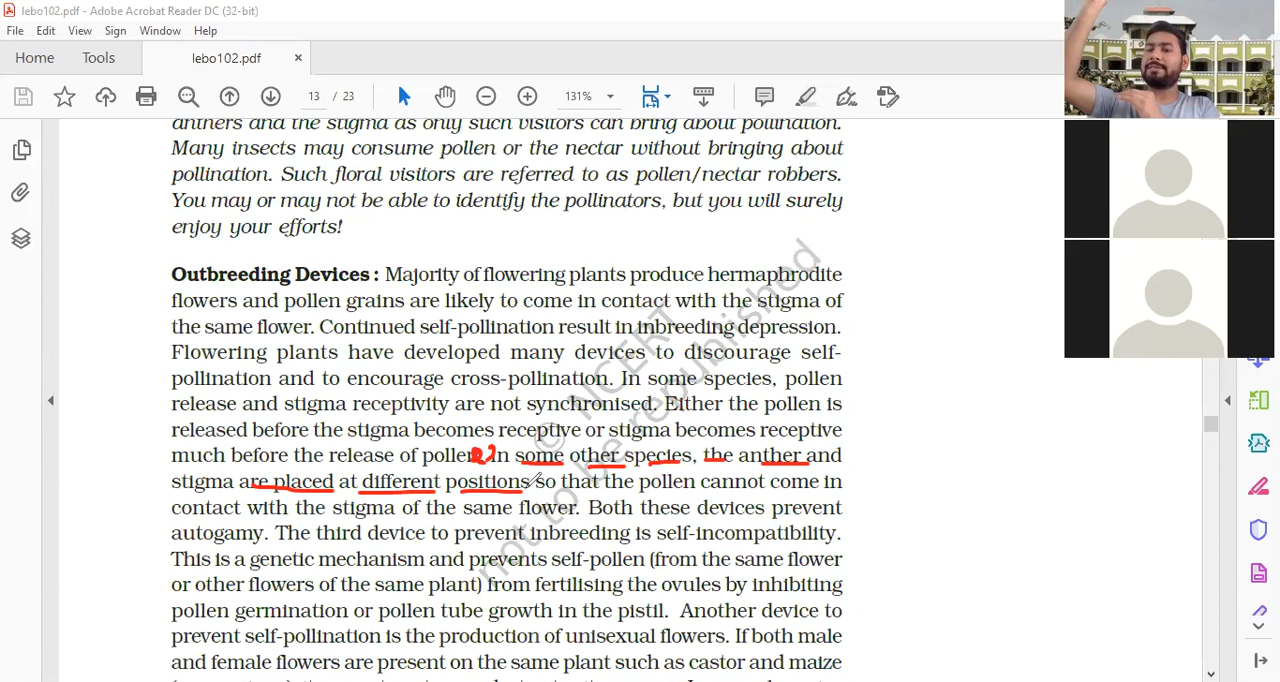 lebo102.pdf - Adobe Acrobat Reader DC (32-bit)
File Edit View Sign Window Help
Home Tools lebo102.pdf ×
13 / 23 131%
anthers and the stigma as only such visitors can bring about pollination.
Many insects may consume pollen or the nectar without bringing about
pollination. Such floral visitors are referred to as pollen/nectar robbers.
You may or may not be able to identify the pollinators, but you will surely
enjoy your efforts!
Outbreeding Devices : Majority of flowering plants produce hermaphrodite
flowers and pollen grains are likely to come in contact with the stigma of
the same flower. Continued self-pollination result in inbreeding depression.
Flowering plants have developed many devices to discourage self-
pollination and to encourage cross-pollination. In some species, pollen
release and stigma receptivity are not synchronised. Either the pollen is
released before the stigma becomes receptive or stigma becomes receptive
much before the release of pollen. In some other species, the anther and
stigma are placed at different positions so that the pollen cannot come in
contact with the stigma of the same flower. Both these devices prevent
autogamy. The third device to prevent inbreeding is self-incompatibility.
This is a genetic mechanism and prevents self-pollen (from the same flower
or other flowers of the same plant) from fertilising the ovules by inhibiting
pollen germination or pollen tube growth in the pistil. Another device to
prevent self-pollination is the production of unisexual flowers. If both male
and female flowers are present on the same plant such as castor and maize
© NCERT
not to be republished